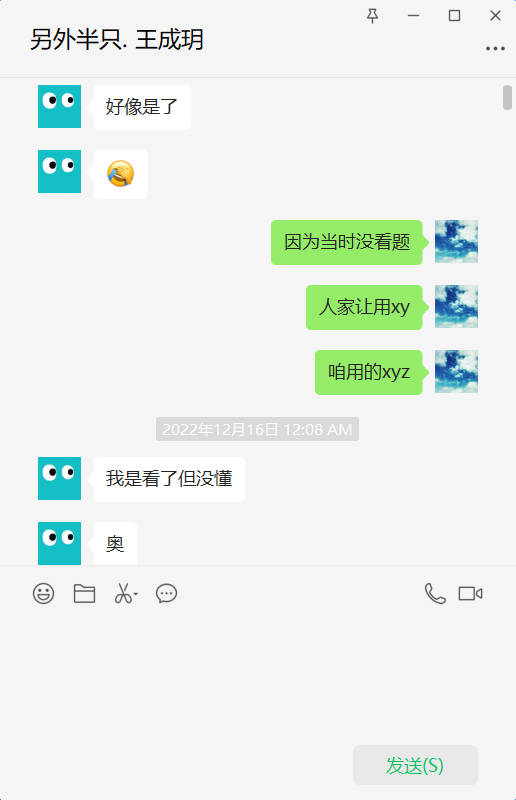 另外半只. 王成玥
好像是了
因为当时没看题
人家让用xy
咱用的xyz
2022年12月16日 12:08 AM
我是看了但没懂
奥
发送(S)